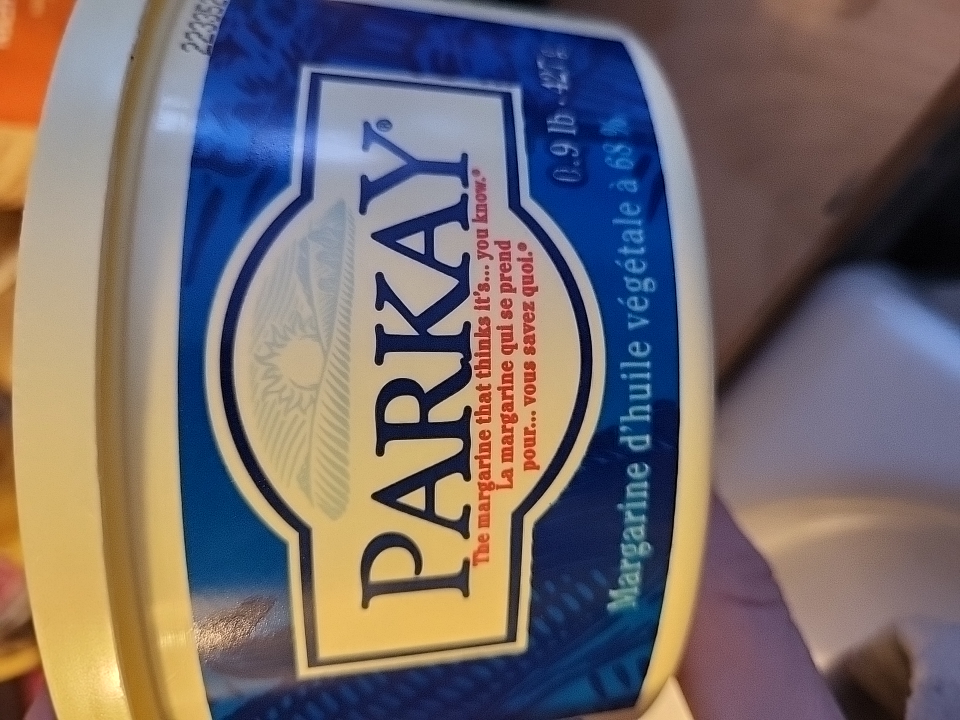 PARKAY®
The margarine that thinks it's... you know.®
La margarine qui se prend
pour... vous savez quoi.®
0.9 lb · 427 g
Margarine d'huile végétale à 68 %